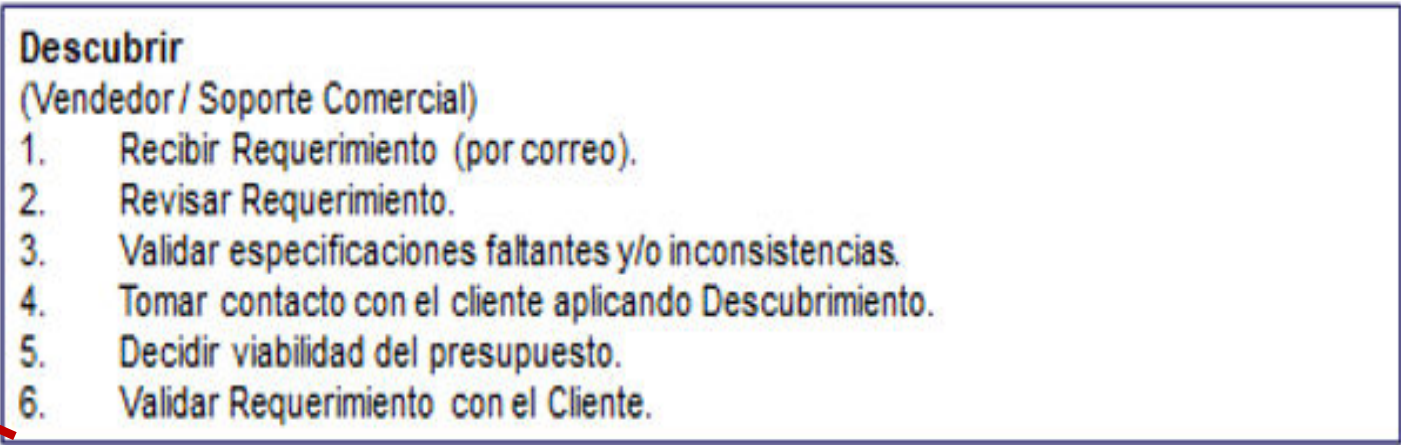 Descubrir
(Vendedor / Soporte Comercial)
1. Recibir Requerimiento (por correo).
2. Revisar Requerimiento.
3. Validar especificaciones faltantes y/o inconsistencias.
4. Tomar contacto con el cliente aplicando Descubrimiento.
5. Decidir viabilidad del presupuesto.
6. Validar Requerimiento con el Cliente.